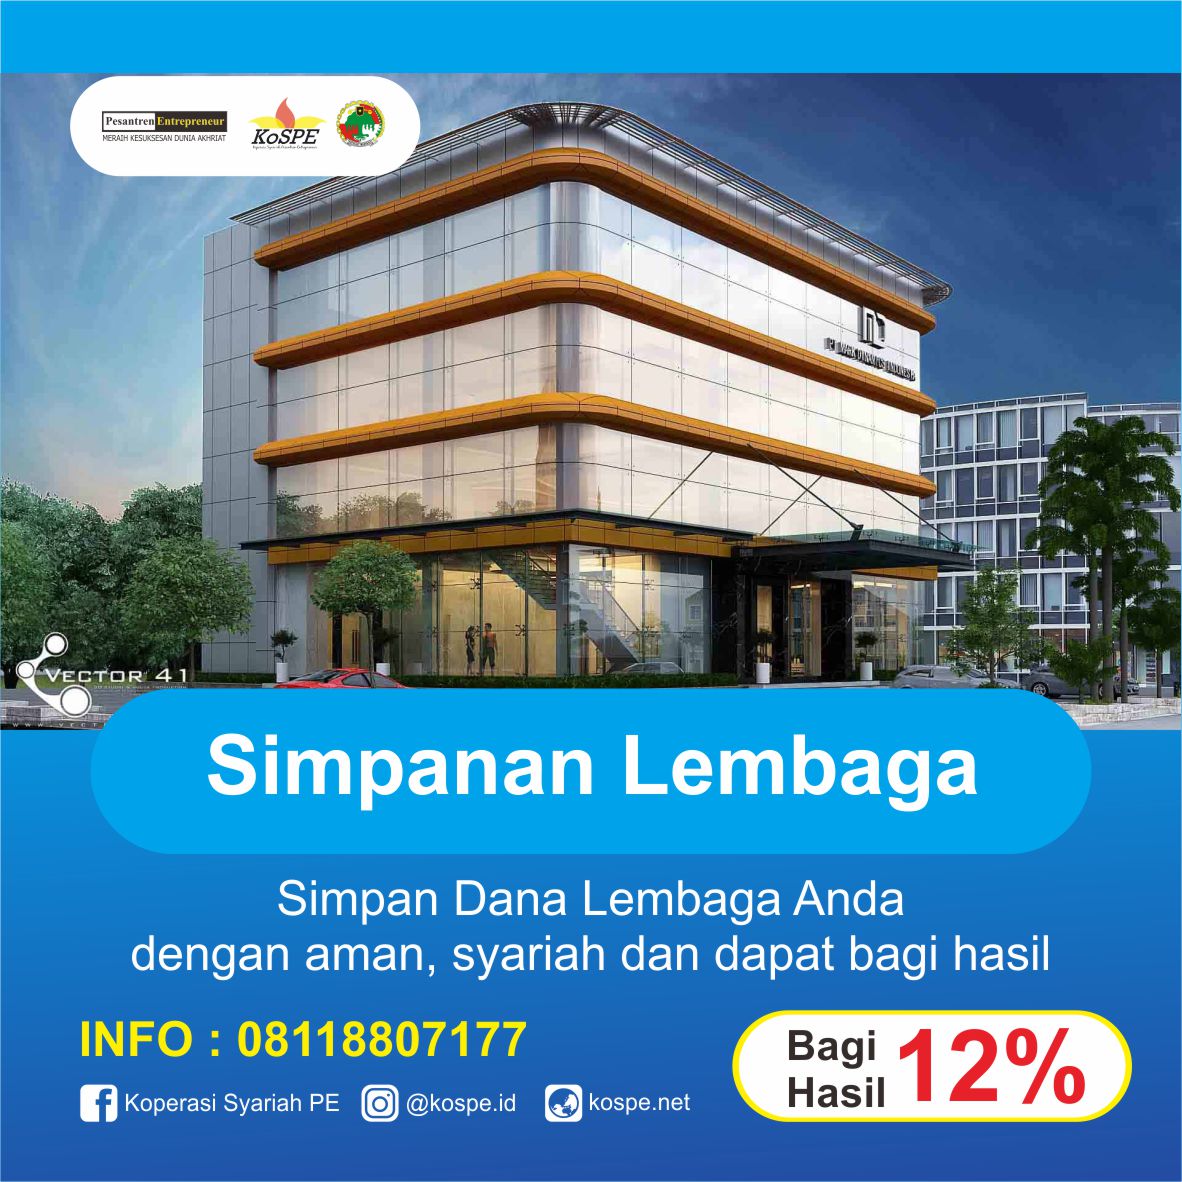 Pesantren Entrepreneur
MERAIH KESUKSESAN DUNIA AKHRIAT
KoSPE
VECTOR 41
Simpanan Lembaga
Simpan Dana Lembaga Anda
dengan aman, syariah dan dapat bagi hasil
INFO : 08118807177
Bagi
Hasil 12%
Koperasi Syariah PE @kospe.id kospe.net